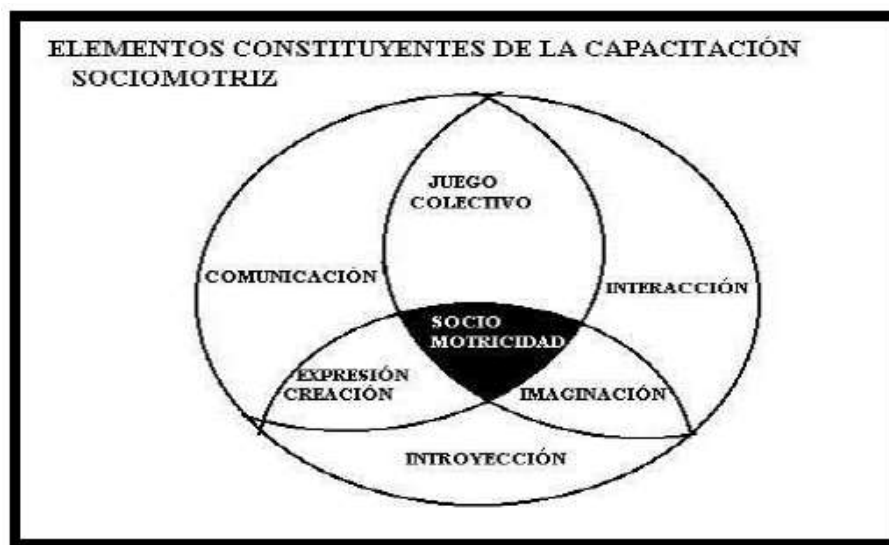 ELEMENTOS CONSTITUYENTES DE LA CAPACITACIÓN
SOCIOMOTRIZ
JUEGO
COLECTIVO
COMUNICACIÓN
INTERACCIÓN
SOCIO
MOTRICIDAD
EXPRESIÓN
CREACIÓN
IMAGINACIÓN
INTROYECCIÓN